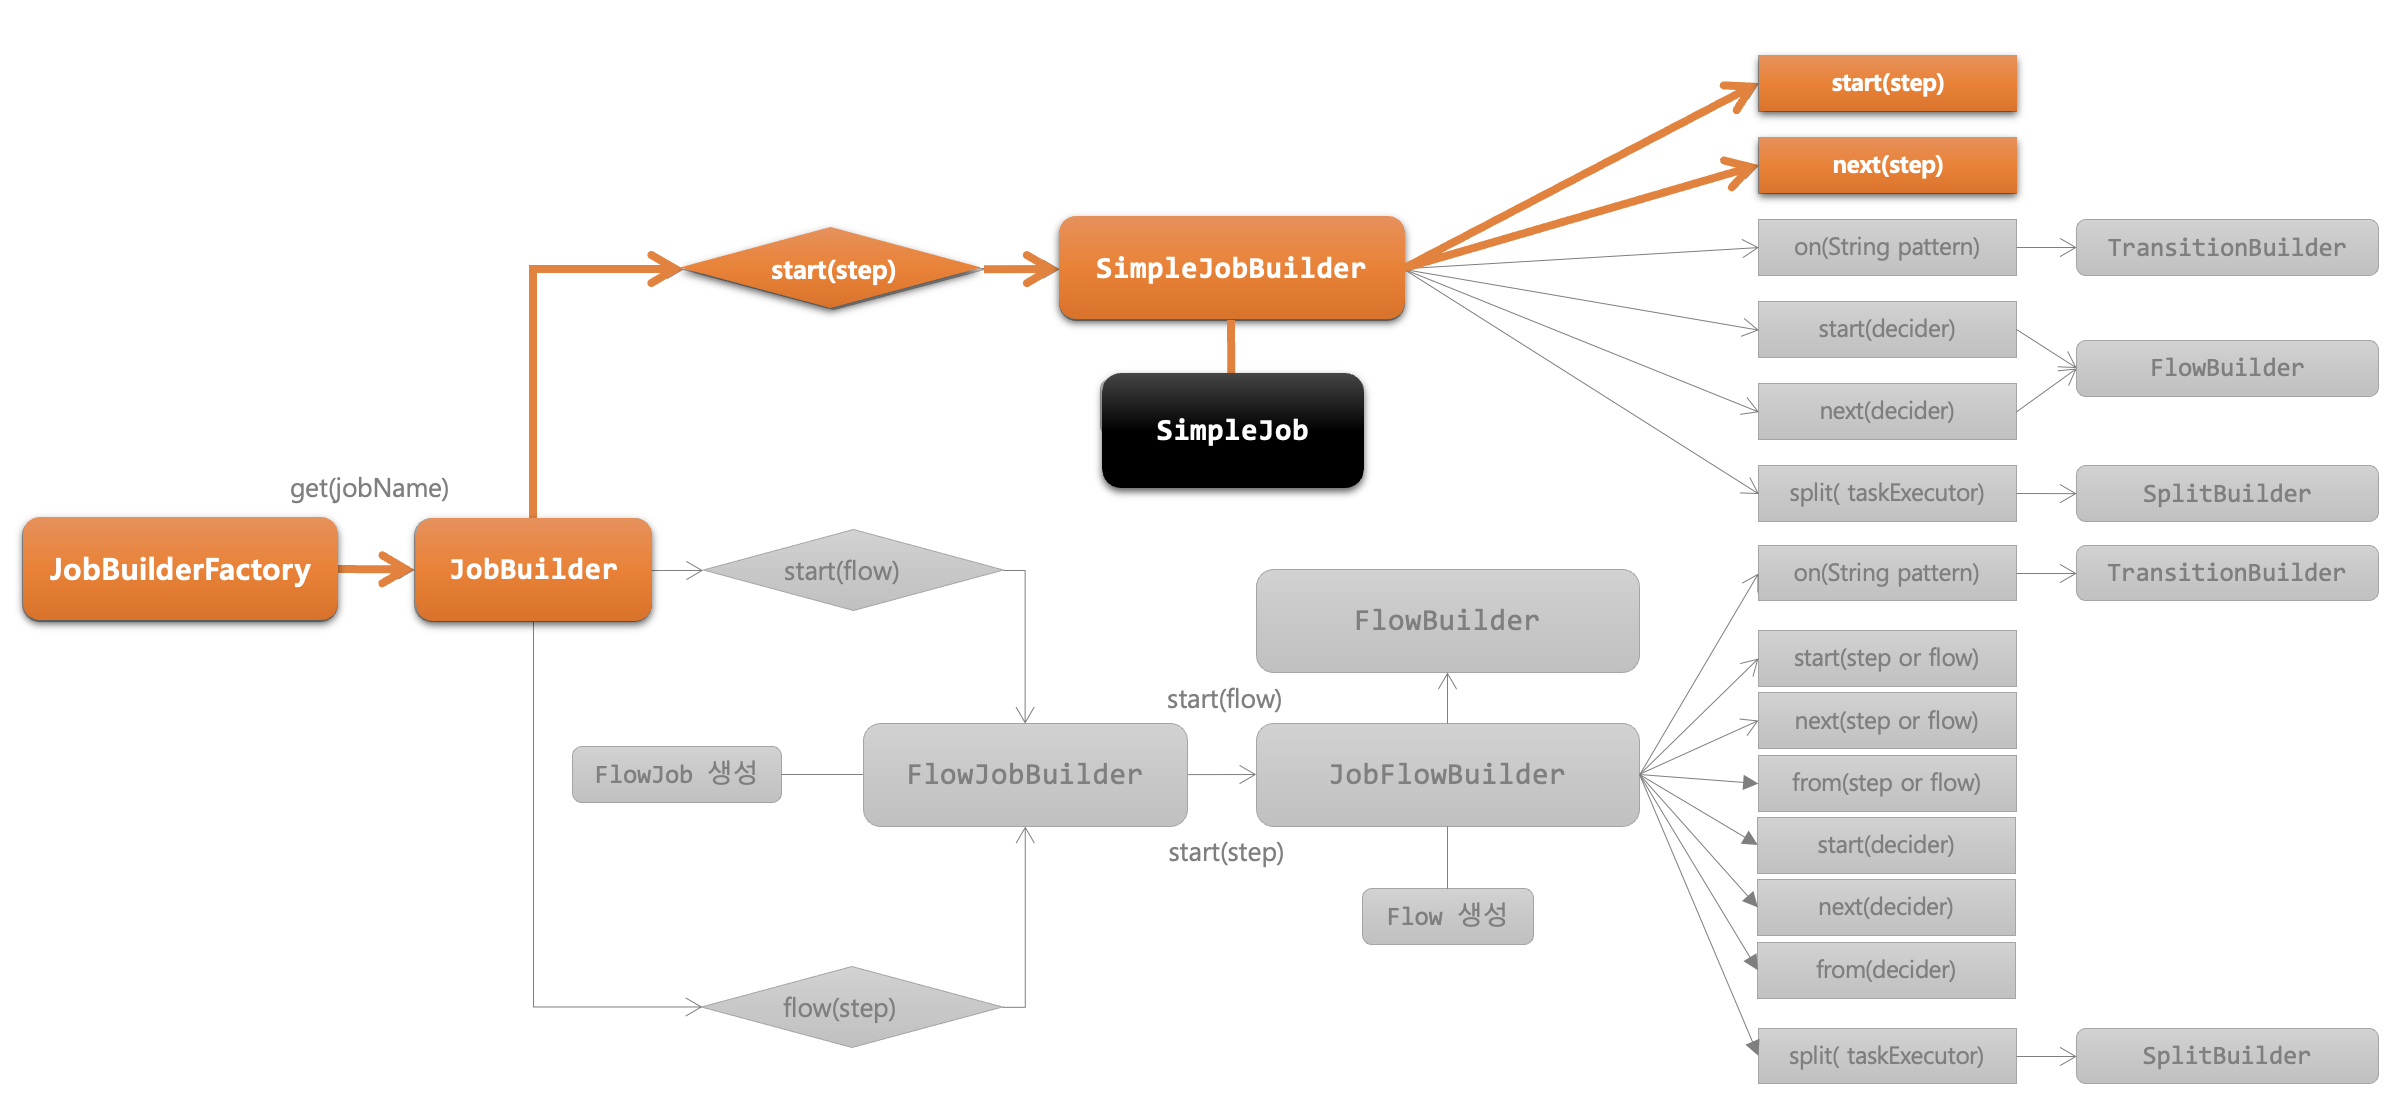 start(step)
next(step)
on(String pattern)
TransitionBuilder
start(step)
SimpleJobBuilder
start(decider)
FlowBuilder
next(decider)
SimpleJob
get(jobName)
split( taskExecutor)
SplitBuilder
JobBuilderFactory
JobBuilder
start(flow)
on(String pattern)
TransitionBuilder
FlowBuilder
start(step or flow)
start(flow)
next(step or flow)
FlowJob 생성
FlowJobBuilder
JobFlowBuilder
from(step or flow)
start(step)
start(decider)
Flow 생성
next(decider)
from(decider)
flow(step)
split( taskExecutor)
SplitBuilder